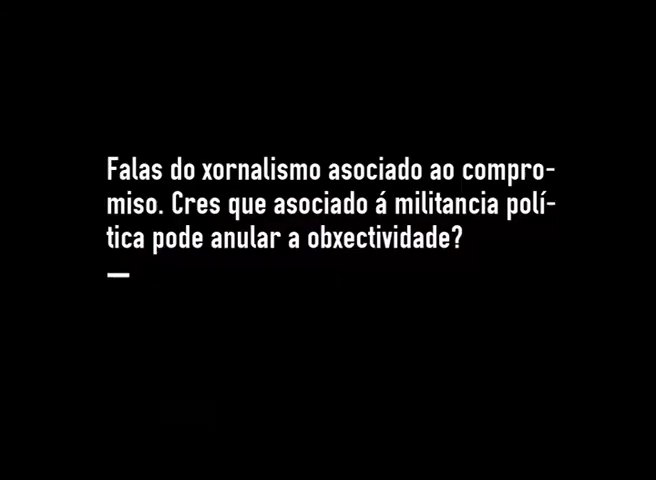 Falas do xornalismo asociado ao compro-
miso. Cres que asociado á militancia polí-
tica pode anular a obxectividade?